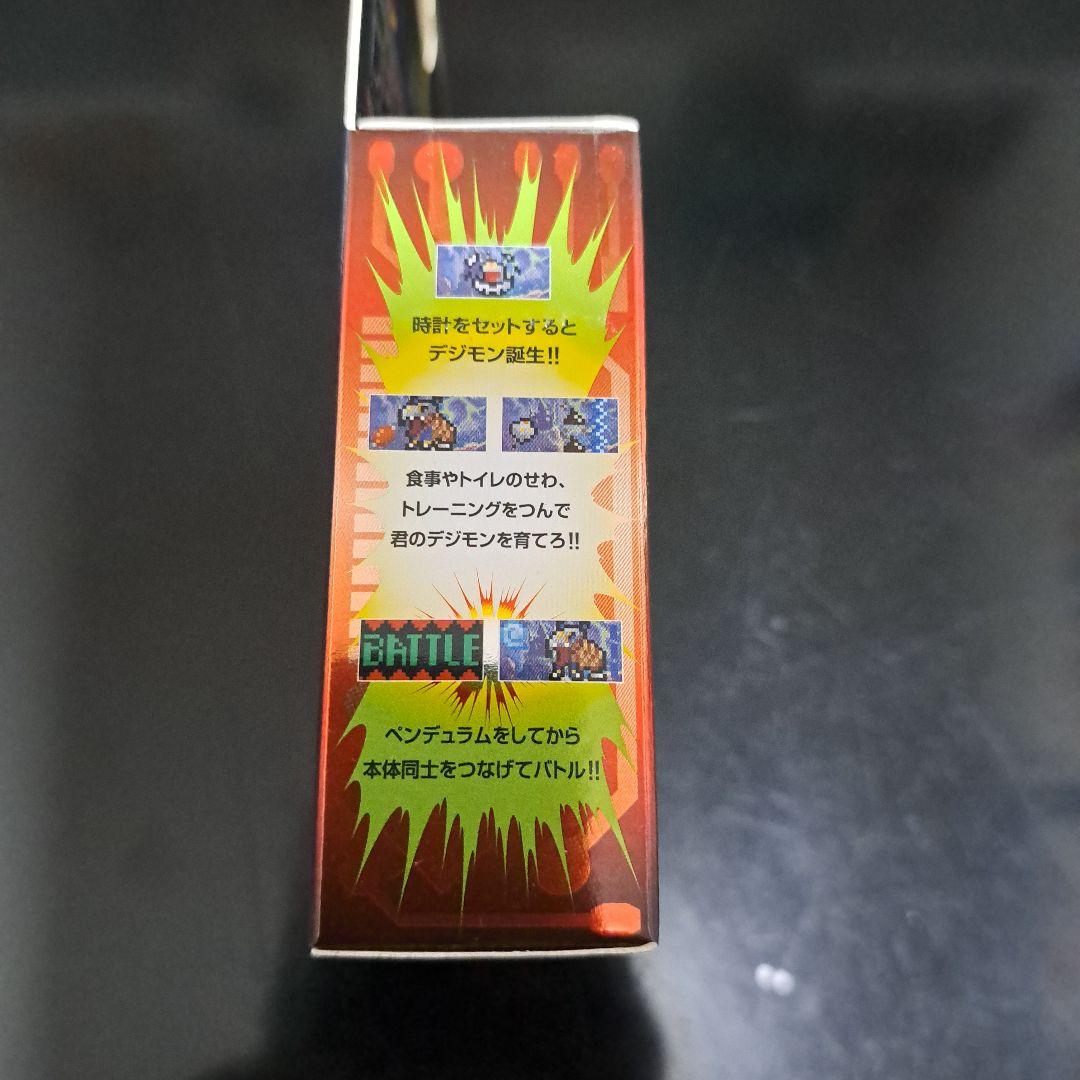 時計をセットすると
デジモン誕生!!
食事やトイレのせわ、
トレーニングをつんで
君のデジモンを育てろ!!
BATTLE
ペンデュラムをしてから
本体同士をつなげてバトル!!